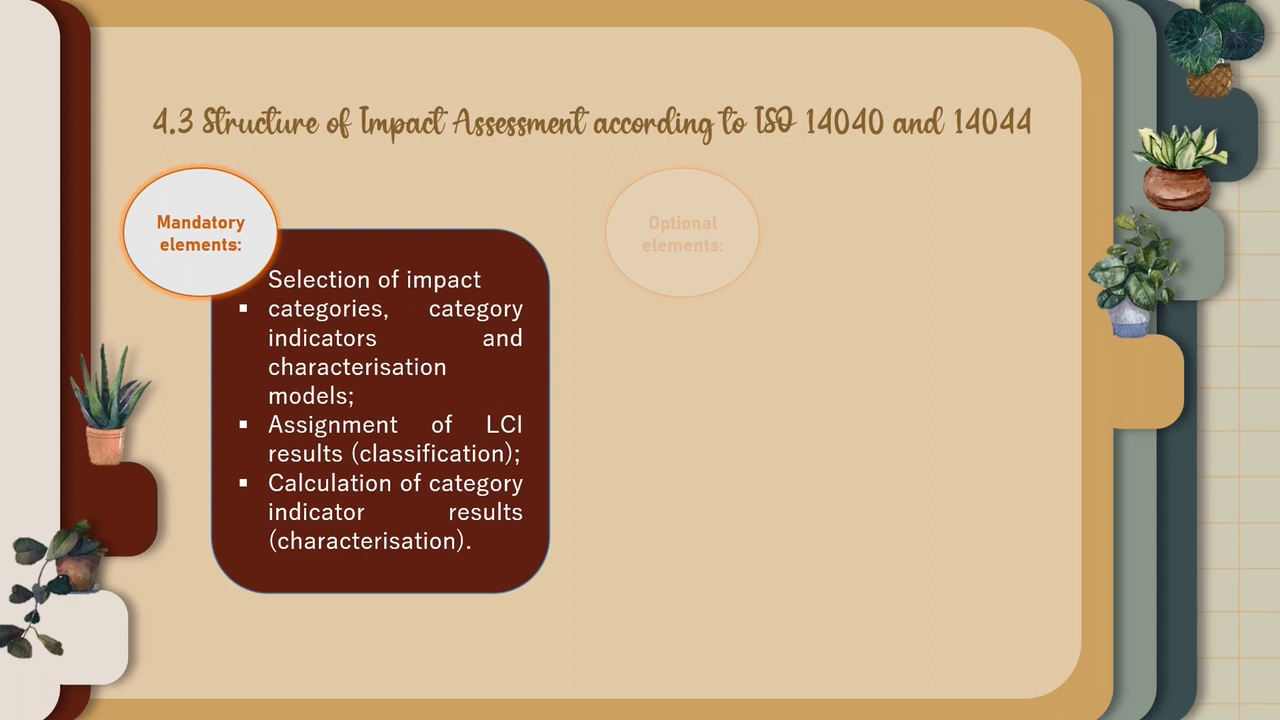 4.3 Structure of Impact Assessment according to ISO 14040 and 14044
Mandatory
elements:
Selection of impact
▪ categories, category
indicators and
characterisation
models;
▪ Assignment of LCI
results (classification);
▪ Calculation of category
indicator results
(characterisation).
Optional
elements: